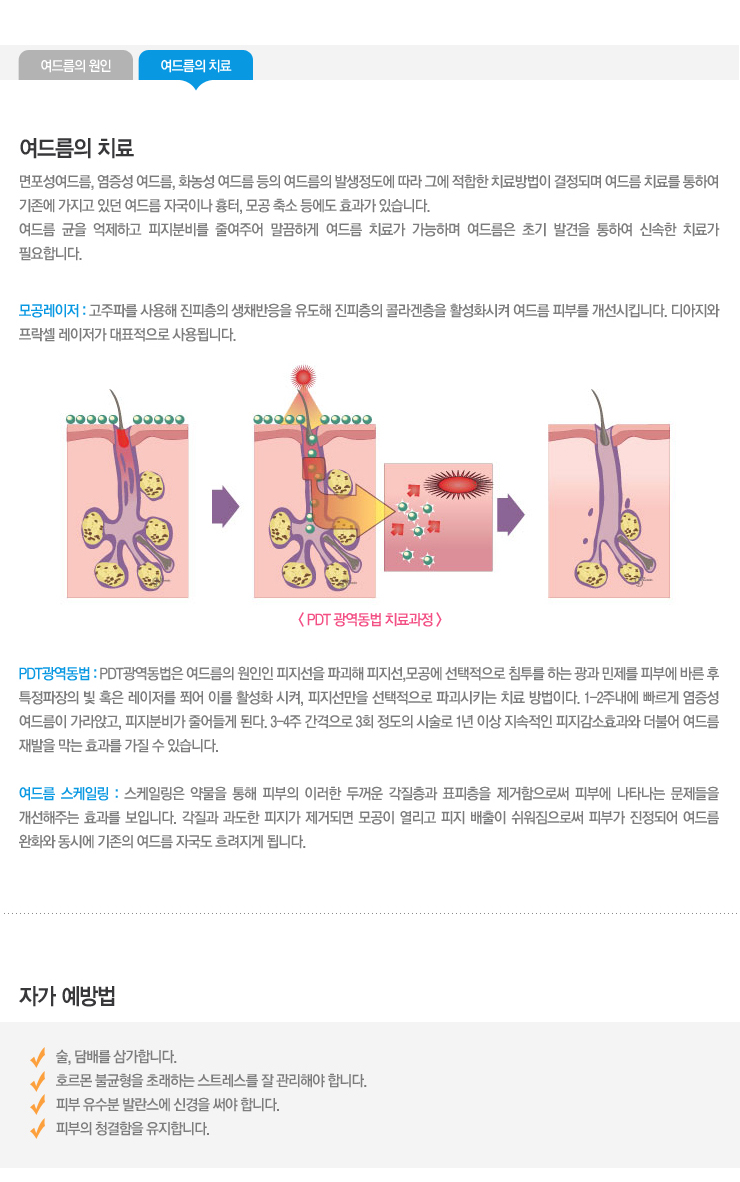 여드름의 원인
여드름의 치료
여드름의 치료
면포성여드름, 염증성 여드름, 화농성 여드름 등의 여드름의 발생정도에 따라 그에 적합한 치료방법이 결정되며 여드름 치료를 통하여
기존에 가지고 있던 여드름 자국이나 흉터, 모공 축소 등에도 효과가 있습니다.
여드름 균을 억제하고 피지분비를 줄여주어 말끔하게 여드름 치료가 가능하며 여드름은 초기 발견을 통하여 신속한 치료가
필요합니다.
모공레이저 : 고주파를 사용해 진피층의 생채반응을 유도해 진피층의 콜라겐층을 활성화시켜 여드름 피부를 개선시킵니다. 디아지와
프락셀 레이저가 대표적으로 사용됩니다.
〈 PDT 광역동법 치료과정 〉
PDT광역동법 : PDT광역동법은 여드름의 원인인 피지선을 파괴해 피지선,모공에 선택적으로 침투를 하는 광과 민제를 피부에 바른 후
특정파장의 빛 혹은 레이저를 쬐어 이를 활성화 시켜, 피지선만을 선택적으로 파괴시키는 치료 방법이다. 1-2주내에 빠르게 염증성
여드름이 가라앉고, 피지분비가 줄어들게 된다. 3-4주 간격으로 3회 정도의 시술로 1년 이상 지속적인 피지감소효과와 더불어 여드름
재발을 막는 효과를 가질 수 있습니다.
여드름 스케일링 : 스케일링은 약물을 통해 피부의 이러한 두꺼운 각질층과 표피층을 제거함으로써 피부에 나타나는 문제들을
개선해주는 효과를 보입니다. 각질과 과도한 피지가 제거되면 모공이 열리고 피지 배출이 쉬워짐으로써 피부가 진정되어 여드름
완화와 동시에 기존의 여드름 자국도 흐려지게 됩니다.
자가 예방법
술, 담배를 삼가합니다.
호르몬 불균형을 초래하는 스트레스를 잘 관리해야 합니다.
피부 유수분 발란스에 신경을 써야 합니다.
피부의 청결함을 유지합니다.